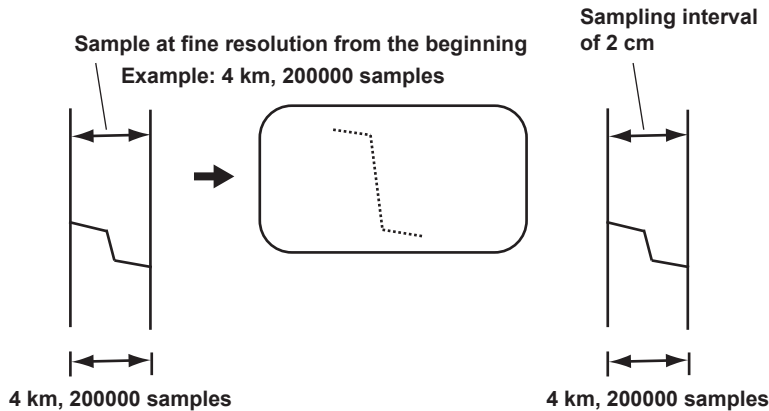 Sample at fine resolution from the beginning
Example: 4 km, 200000 samples
Sampling interval
of 2 cm
4 km, 200000 samples
4 km, 200000 samples